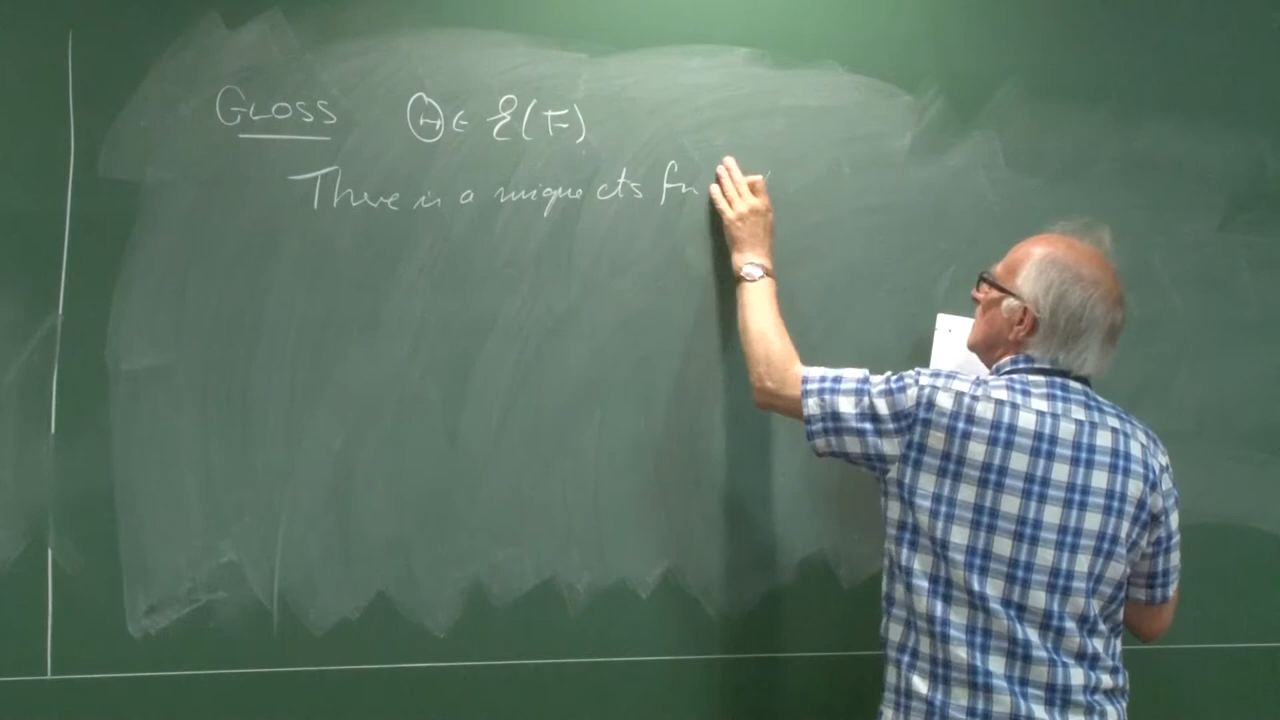 GLOSS Θ ∈ ℰ(F)
There is a unique cts fn